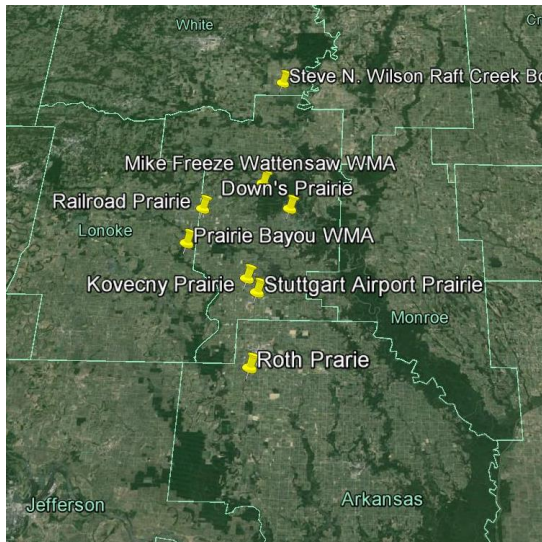 White
Cr
Steve N. Wilson Raft Creek Bo
Mike Freeze Wattensaw WMA
Down's Prairie
Railroad Prairie
Lonoke
Prairie Bayou WMA
Kovecny Prairie
Stuttgart Airport Prairie
Monroe
Roth Prarie
Jefferson
Arkansas